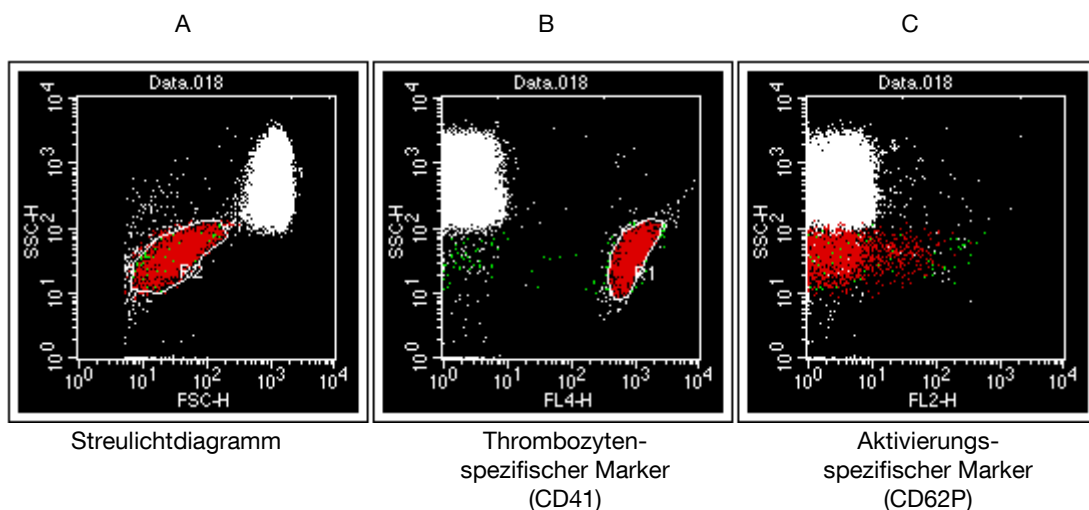 A
B
C
Data.018
10⁴
10³
10²
10¹
10⁰
SSC-H
R2
10⁰ 10¹ 10² 10³ 10⁴
FSC-H
Data.018
10⁴
10³
10²
10¹
10⁰
SSC-H
R1
10⁰ 10¹ 10² 10³ 10⁴
FL4-H
Data.018
10⁴
10³
10²
10¹
10⁰
SSC-H
10⁰ 10¹ 10² 10³ 10⁴
FL2-H
Streulichtdiagramm
Thrombozyten-
spezifischer Marker
(CD41)
Aktivierungs-
spezifischer Marker
(CD62P)